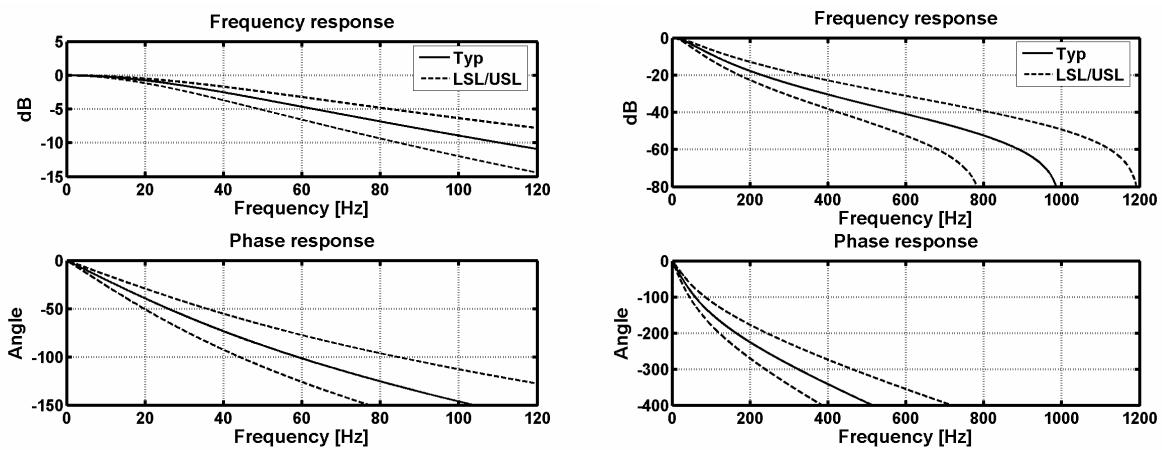 Frequency response
5
0
-5
-10
-15
dB
Typ
LSL/USL
0 20 40 60 80 100 120
Frequency [Hz]
Phase response
0
-50
-100
-150
Angle
0 20 40 60 80 100 120
Frequency [Hz]
Frequency response
0
-20
-40
-60
-80
dB
Typ
LSL/USL
0 200 400 600 800 1000 1200
Frequency [Hz]
Phase response
0
-100
-200
-300
-400
Angle
0 200 400 600 800 1000 1200
Frequency [Hz]